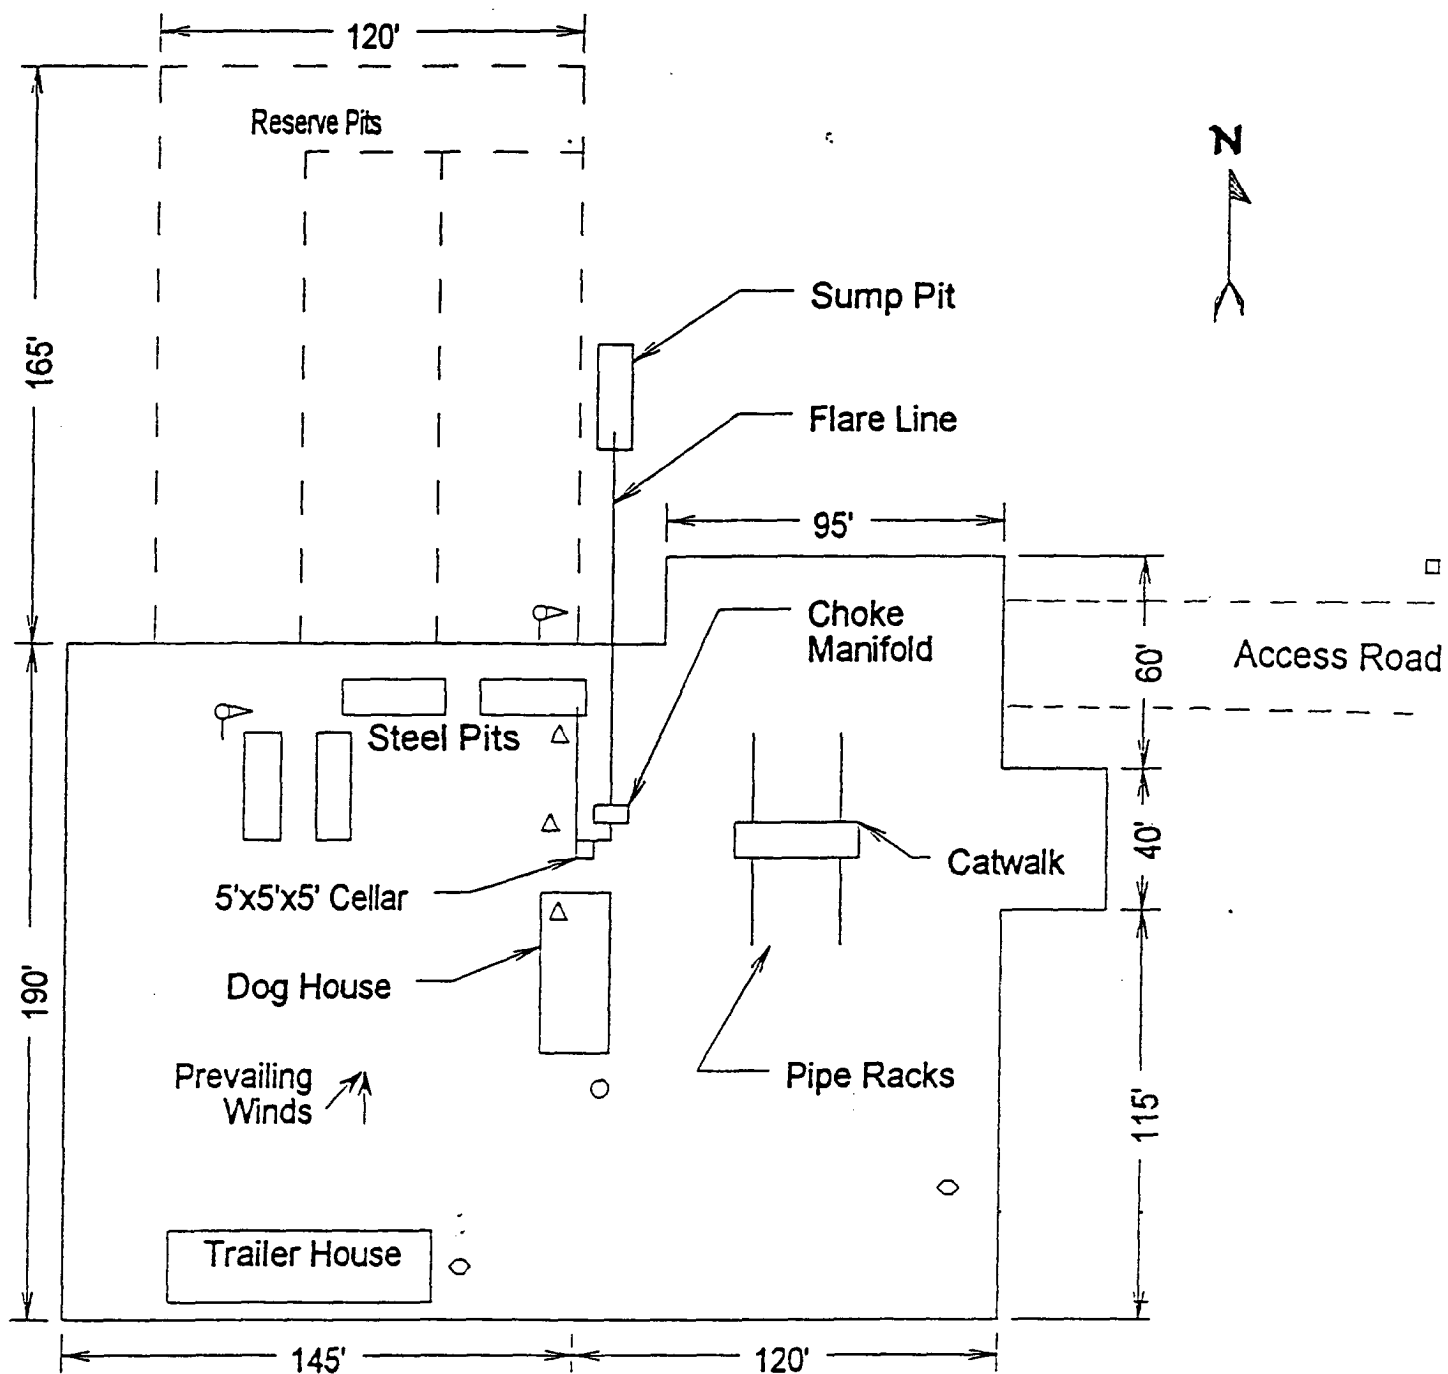 120'
Reserve Pits
N
Sump Pit
165'
Flare Line
95'
Choke
Manifold
60'
Access Road
Steel Pits
40'
Catwalk
5'x5'x5' Cellar
190'
Dog House
Prevailing
Winds
Pipe Racks
115'
Trailer House
145'
120'